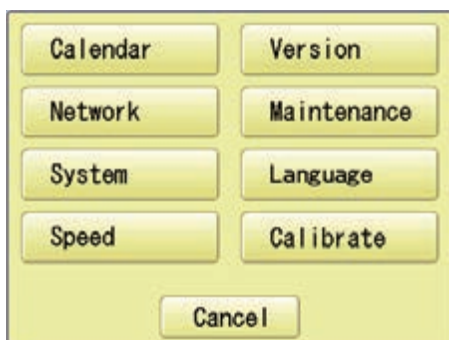 Calendar Version
Network Maintenance
System Language
Speed Calibrate
Cancel